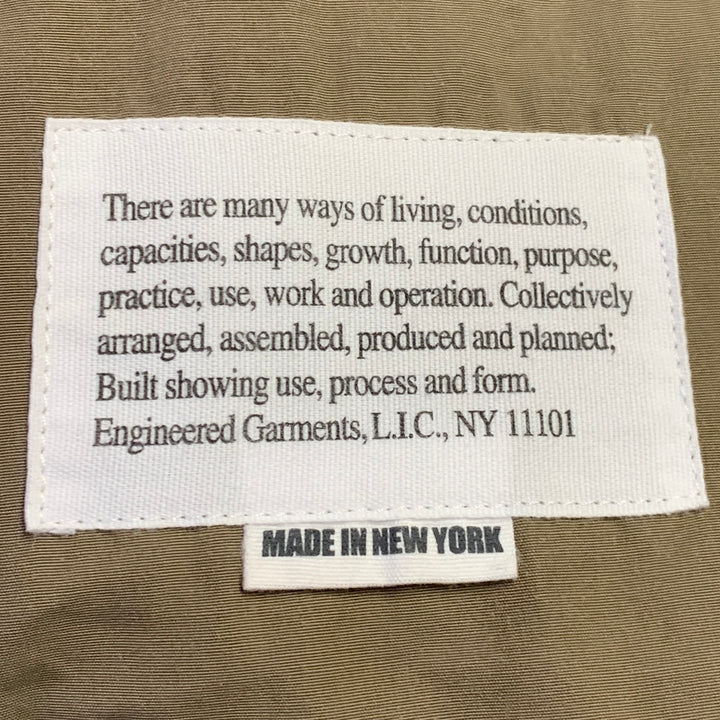 There are many ways of living, conditions,
capacities, shapes, growth, function, purpose,
practice, use, work and operation. Collectively
arranged, assembled, produced and planned;
Built showing use, process and form.
Engineered Garments, L.I.C., NY 11101
MADE IN NEW YORK